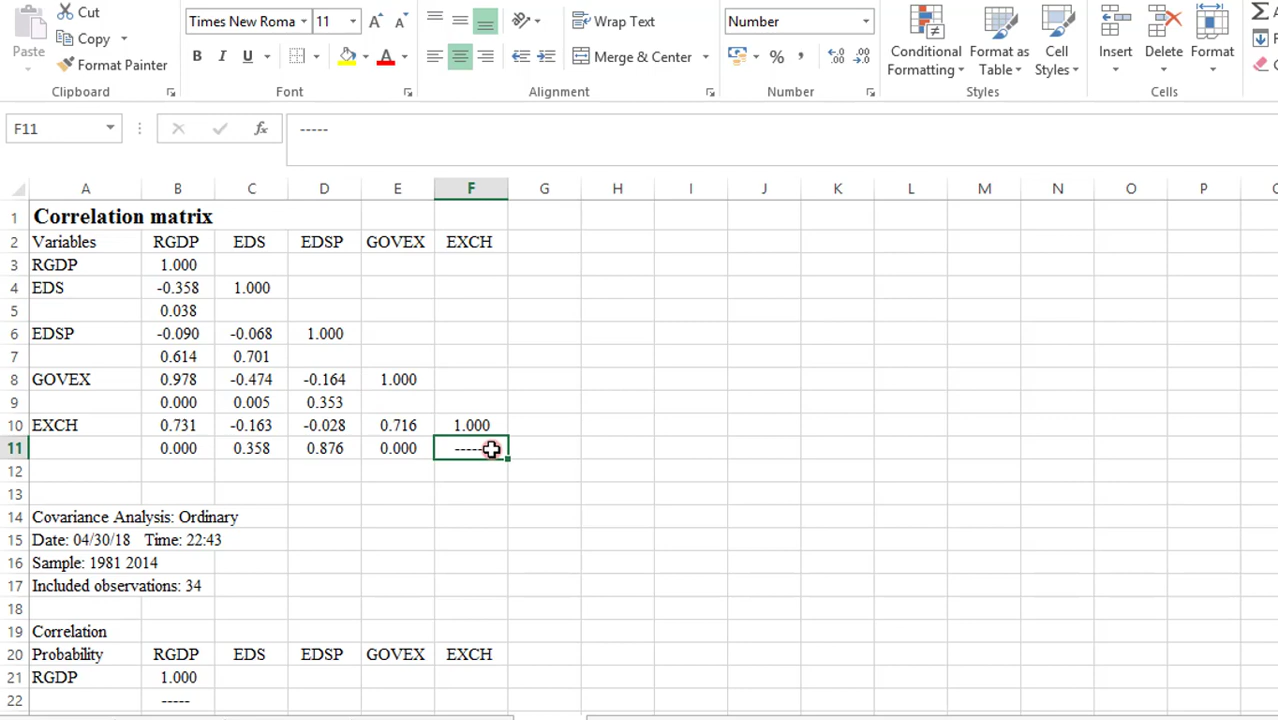 Cut
Copy
Format Painter
Paste
Clipboard
Times New Roma 11 A A
B I U A
Font
Wrap Text
Merge & Center
Alignment
Number
% ,
Number
Conditional Formatting
Format as Table
Cell Styles
Styles
Insert
Delete
Format
Cells
F11 fx -----
A B C D E F G H I J K L M N O P
1 Correlation matrix
2 Variables RGDP EDS EDSP GOVEX EXCH
3 RGDP 1.000
4 EDS -0.358 1.000
5 0.038
6 EDSP -0.090 -0.068 1.000
7 0.614 0.701
8 GOVEX 0.978 -0.474 -0.164 1.000
9 0.000 0.005 0.353
10 EXCH 0.731 -0.163 -0.028 0.716 1.000
11 0.000 0.358 0.876 0.000 -----
12
13
14 Covariance Analysis: Ordinary
15 Date: 04/30/18 Time: 22:43
16 Sample: 1981 2014
17 Included observations: 34
18
19 Correlation
20 Probability RGDP EDS EDSP GOVEX EXCH
21 RGDP 1.000
22 -----